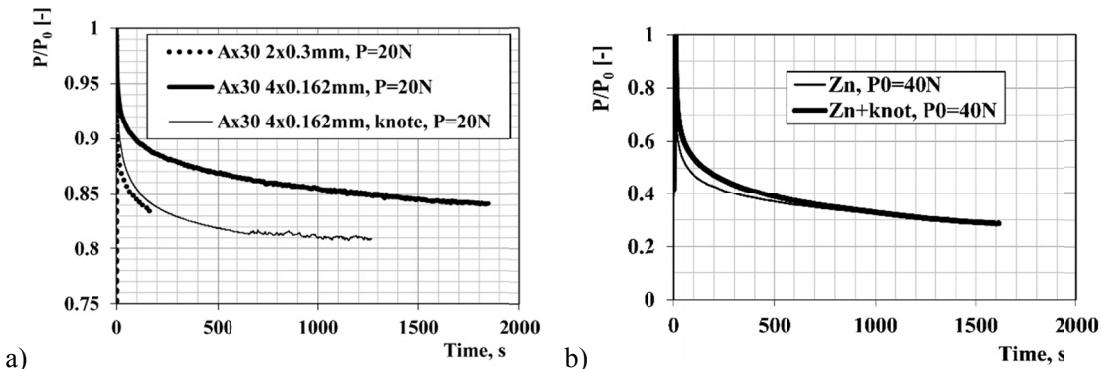 P/P0 [-]
1
0.95
0.9
0.85
0.8
0.75
0
500
1000
1500
2000
Time, s
Ax30 2x0.3mm, P=20N
Ax30 4x0.162mm, P=20N
Ax30 4x0.162mm, knote, P=20N
a)
P/P0 [-]
1
0.8
0.6
0.4
0.2
0
0
500
1000
1500
2000
Time, s
Zn, P0=40N
Zn+knot, P0=40N
b)